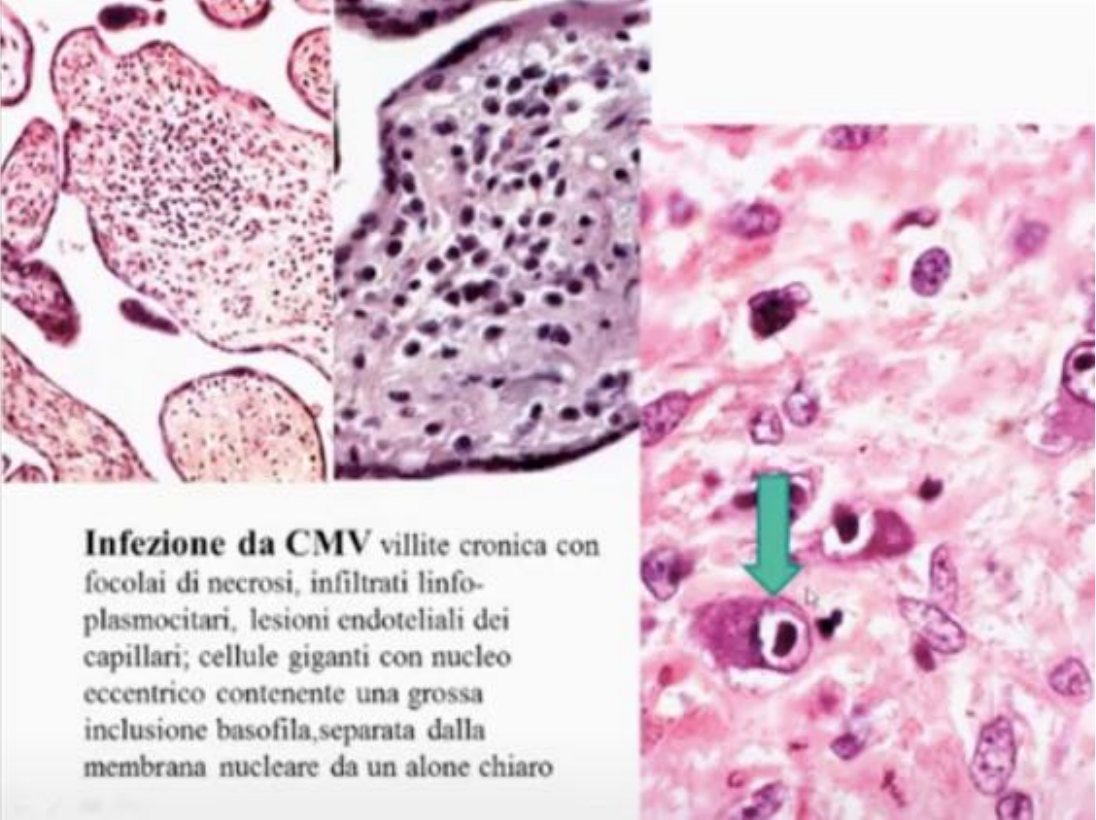 Infezione da CMV villite cronica con
focolai di necrosi, infiltrati linfo-
plasmocitari, lesioni endoteliali dei
capillari; cellule giganti con nucleo
eccentrico contenente una grossa
inclusione basofila,separata dalla
membrana nucleare da un alone chiaro